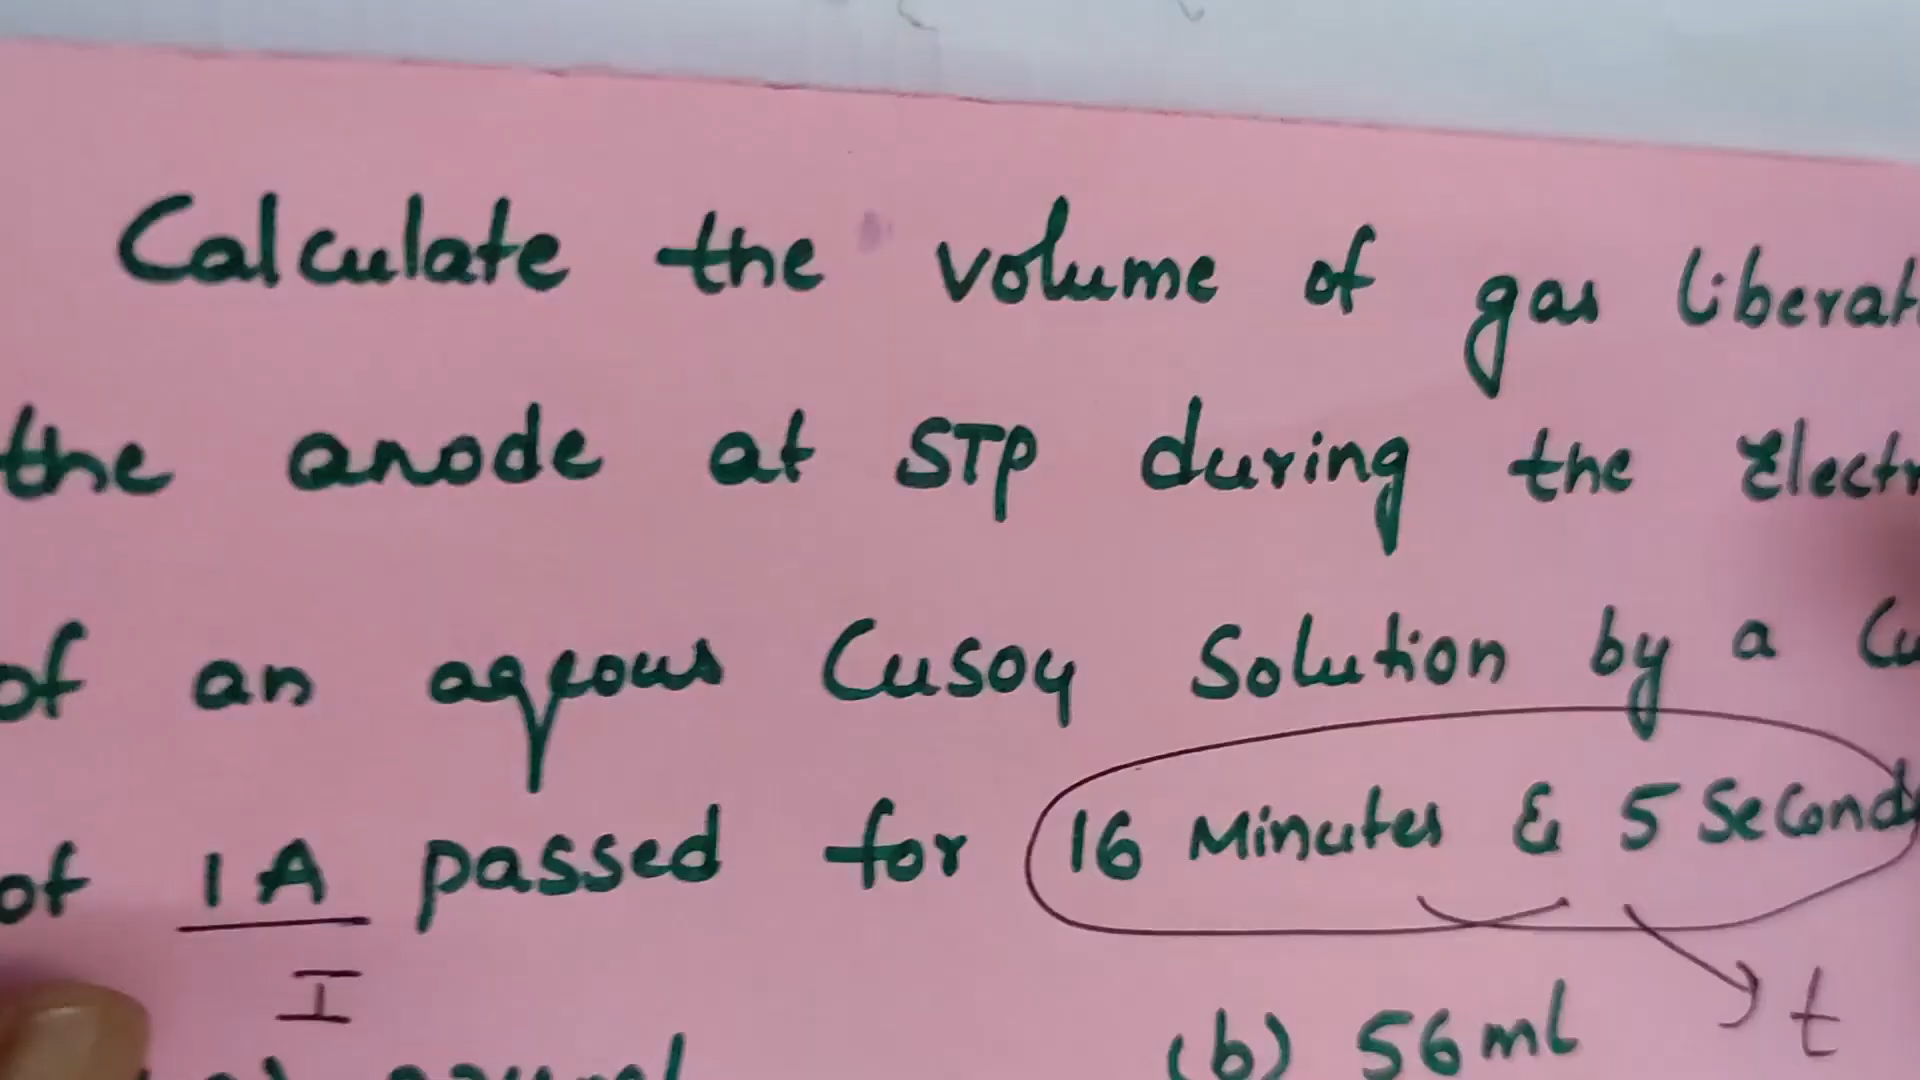 Calculate the volume of gas liberat
the anode at STP during the Electr
of an aqeous CuSO4 Solution by a Cu
of 1A passed for 16 Minutes & 5 Seconds
I
t
(b) 56ml